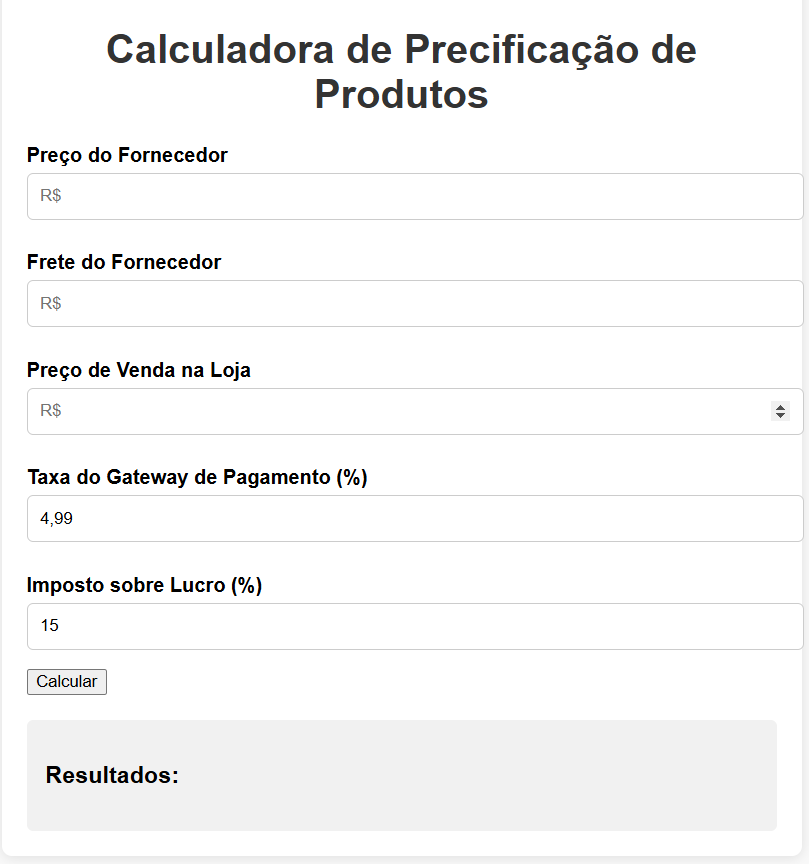 Calculadora de Precificação de
Produtos
Preço do Fornecedor
R$
Frete do Fornecedor
R$
Preço de Venda na Loja
R$
Taxa do Gateway de Pagamento (%)
4,99
Imposto sobre Lucro (%)
15
Calcular
Resultados: